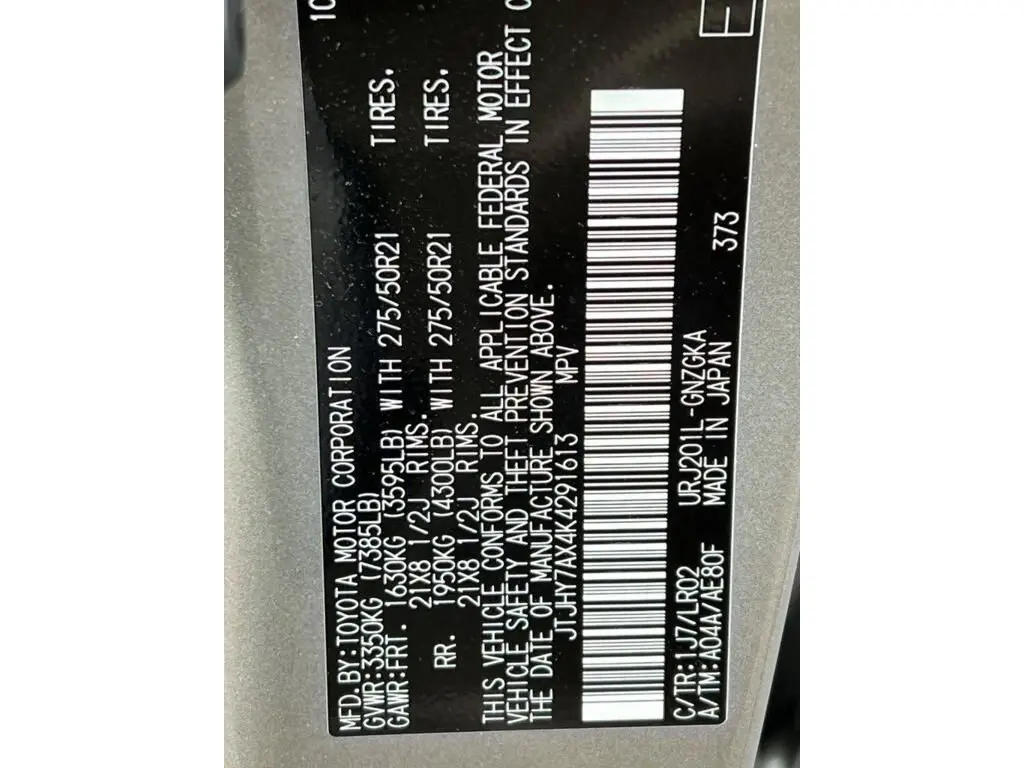 MFD.BY:TOYOTA MOTOR CORPORATION 10
GVWR:3350KG (7385LB)
GAWR:FRT. 1630KG (3595LB) WITH 275/50R21 TIRES.
21X8 1/2J RIMS.
RR. 1950KG (4300LB) WITH 275/50R21 TIRES.
21X8 1/2J RIMS.
THIS VEHICLE CONFORMS TO ALL APPLICABLE FEDERAL MOTOR
VEHICLE SAFETY AND THEFT PREVENTION STANDARDS IN EFFECT O
THE DATE OF MANUFACTURE SHOWN ABOVE.
JTJHY7AX4K4291613 MPV
C/TR:1J7/LR02 URJ201L-GNZGKA
A/TM:A04A/AE80F MADE IN JAPAN 373